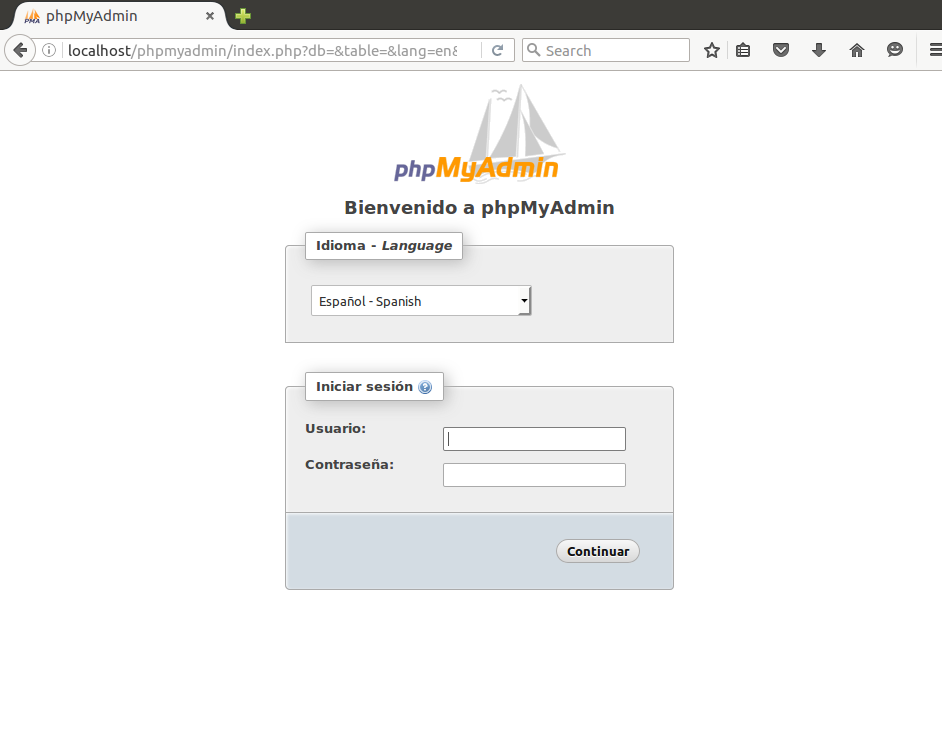 phpMyAdmin
localhost/phpmyadmin/index.php?db=&table=&lang=en&
Search
phpMyAdmin
Bienvenido a phpMyAdmin
Idioma - Language
Español - Spanish
Iniciar sesión
Usuario:
Contraseña:
Continuar